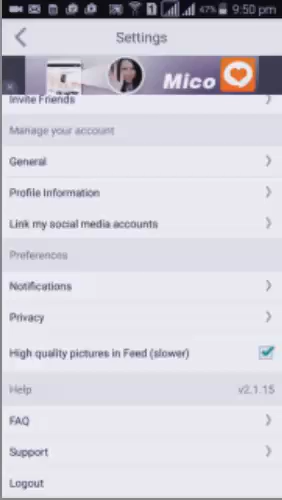 47% 9:50 pm
Settings
Mico
Invite Friends
Manage your account
General
Profile Information
Link my social media accounts
Preferences
Notifications
Privacy
High quality pictures in Feed (slower)
Help v2.1.15
FAQ
Support
Logout